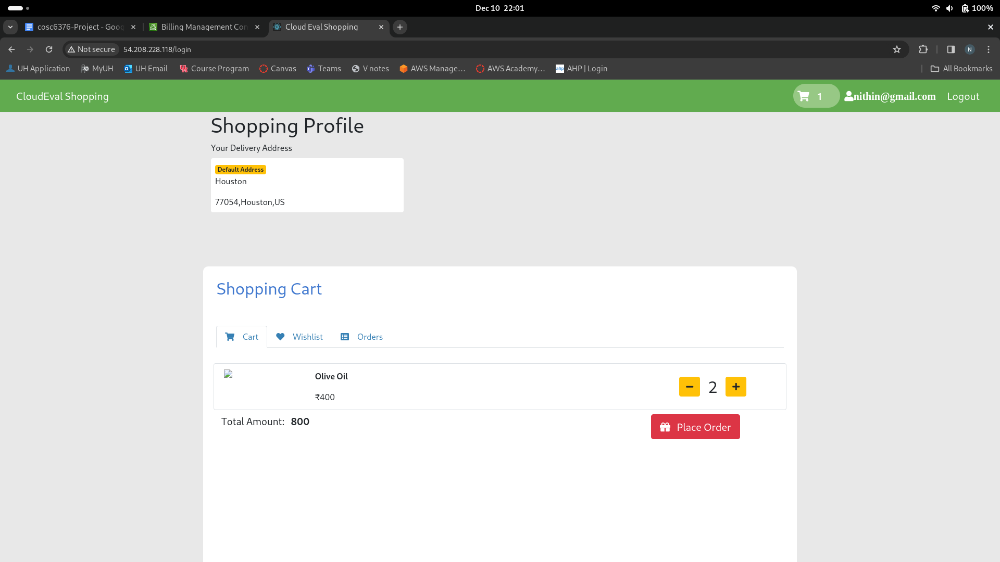 Dec 10 22:01
100%
cosc6376-Project - Goog
Billing Management Con
Cloud Eval Shopping
Not secure
54.208.228.118/login
N
UH Application
MyUH
UH Email
Course Program
Canvas
Teams
V notes
AWS Manage…
AWS Academy…
ahp
AHP | Login
All Bookmarks
CloudEval Shopping
1
nithin@gmail.com
Logout
Shopping Profile
Your Delivery Address
Default Address
Houston
77054,Houston,US
Shopping Cart
Cart
Wishlist
Orders
Olive Oil
₹400
2
Total Amount: 800
Place Order